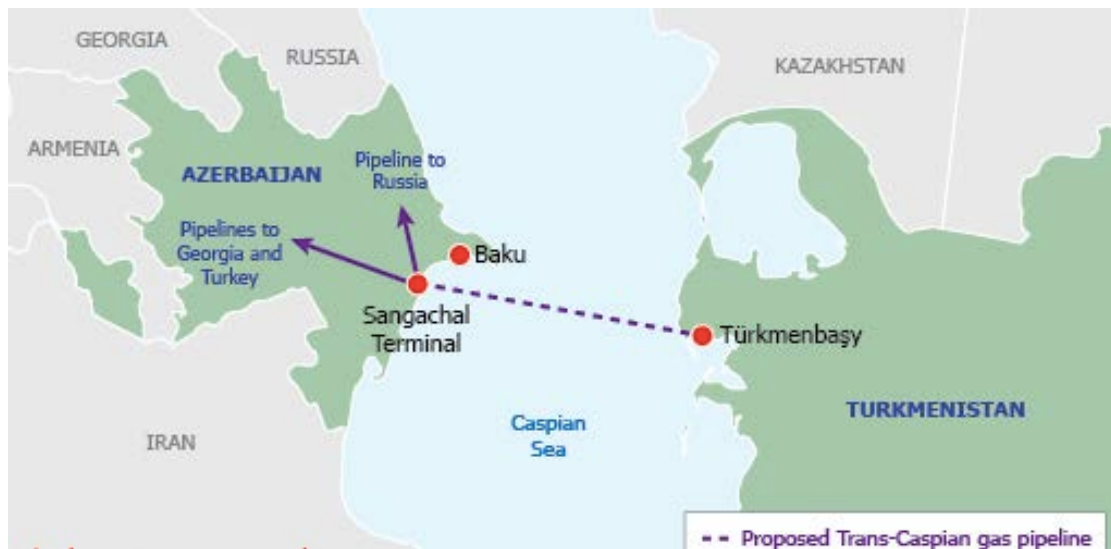 GEORGIA
RUSSIA
KAZAKHSTAN
ARMENIA
AZERBAIJAN
Pipeline to
Russia
Pipelines to
Georgia and
Turkey
Baku
Sangachal
Terminal
Türkmenbaşy
Caspian
Sea
TURKMENISTAN
IRAN
Proposed Trans-Caspian gas pipeline